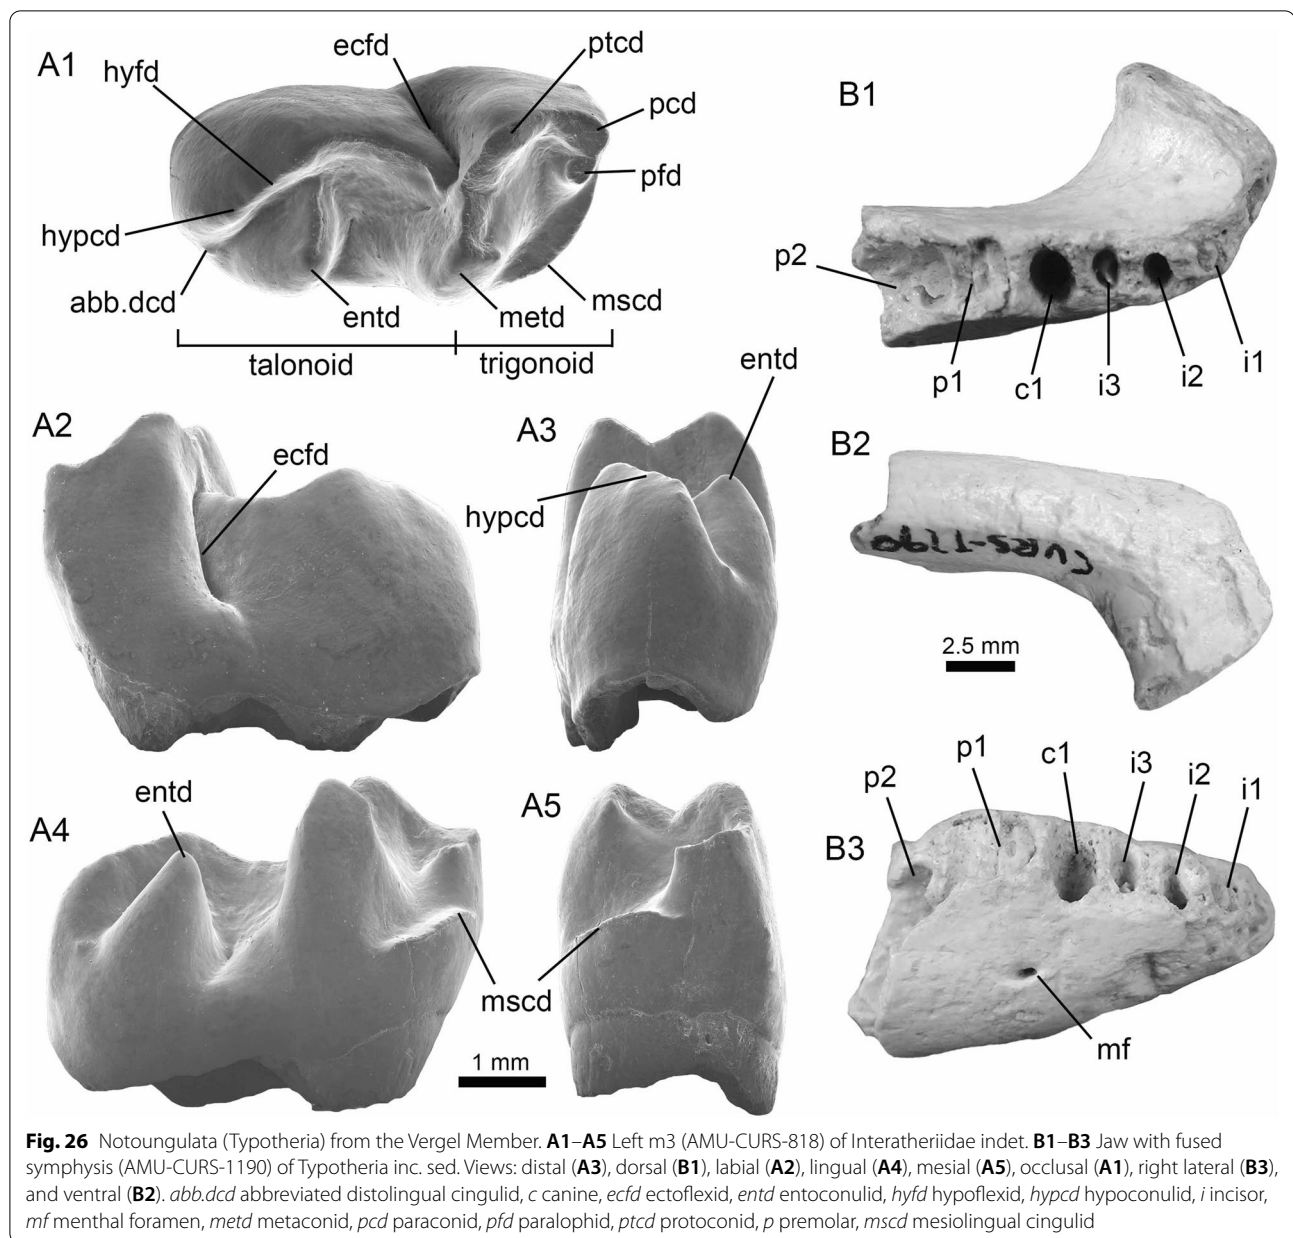 A1
hyfd
ecfd
ptcd
pcd
pfd
hypcd
abb.dcd
entd
metd
mscd
talonoid
trigonoid
B1
p2
p1
c1
i3
i2
i1
A2
ecfd
A3
entd
hypcd
B2
CURS-1190
2.5 mm
A4
entd
mscd
A5
1 mm
B3
p2
p1
c1
i3
i2
i1
mf
Fig. 26 Notoungulata (Typotheria) from the Vergel Member. A1–A5 Left m3 (AMU-CURS-818) of Interatheriidae indet. B1–B3 Jaw with fused
symphysis (AMU-CURS-1190) of Typotheria inc. sed. Views: distal (A3), dorsal (B1), labial (A2), lingual (A4), mesial (A5), occlusal (A1), right lateral (B3),
and ventral (B2). abb.dcd abbreviated distolingual cingulid, c canine, ecfd ectoflexid, entd entoconulid, hyfd hypoflexid, hypcd hypoconulid, i incisor,
mf menthal foramen, metd metaconid, pcd paraconid, pfd paralophid, ptcd protoconid, p premolar, mscd mesiolingual cingulid